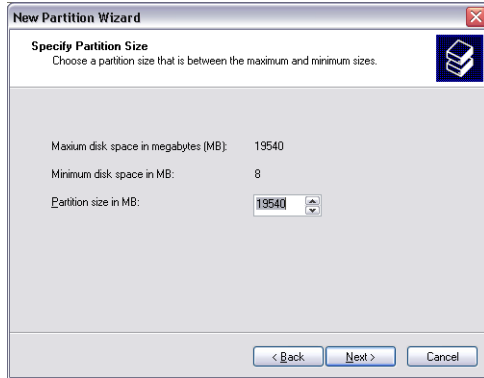 New Partition Wizard
Specify Partition Size
Choose a partition size that is between the maximum and minimum sizes.
Maxium disk space in megabytes (MB): 19540
Minimum disk space in MB: 8
Partition size in MB: 19540
< Back Next > Cancel